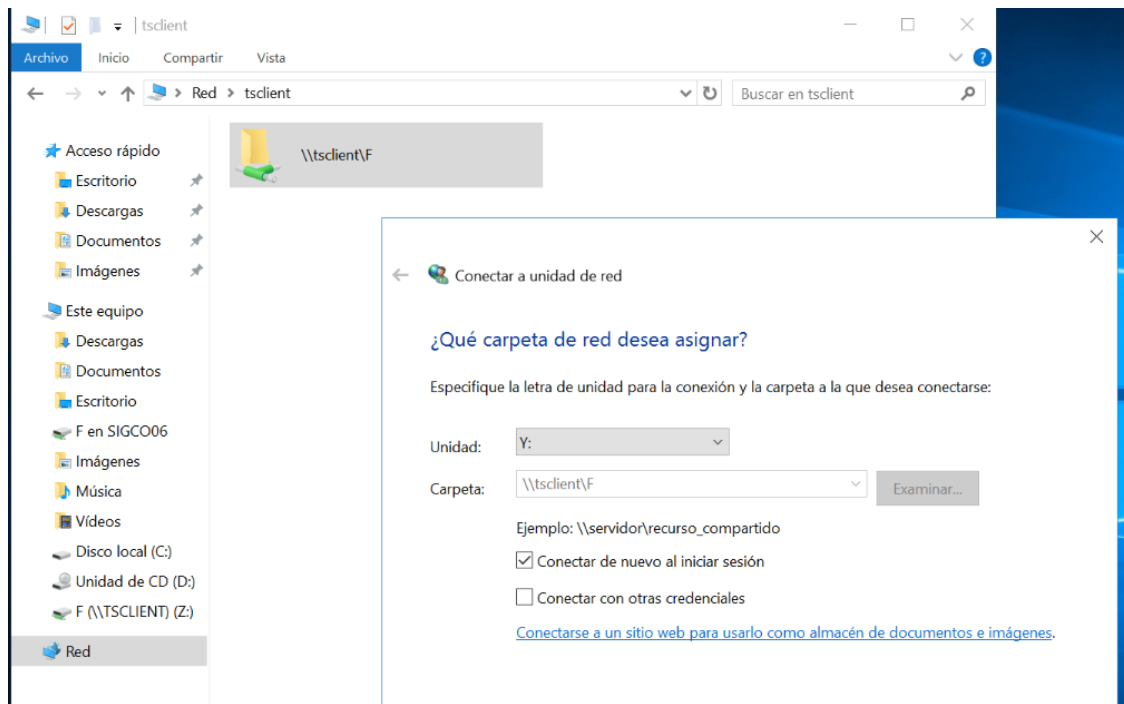 tsclient
Archivo Inicio Compartir Vista
Red > tsclient
Buscar en tsclient
Acceso rápido
Escritorio
Descargas
Documentos
Imágenes
Este equipo
Descargas
Documentos
Escritorio
F en SIGCO06
Imágenes
Música
Vídeos
Disco local (C:)
Unidad de CD (D:)
F (\\TSCLIENT) (Z:)
Red
\\tsclient\F
Conectar a unidad de red
¿Qué carpeta de red desea asignar?
Especifique la letra de unidad para la conexión y la carpeta a la que desea conectarse:
Unidad: Y:
Carpeta: \\tsclient\F Examinar...
Ejemplo: \\servidor\recurso_compartido
Conectar de nuevo al iniciar sesión
Conectar con otras credenciales
Conectarse a un sitio web para usarlo como almacén de documentos e imágenes.